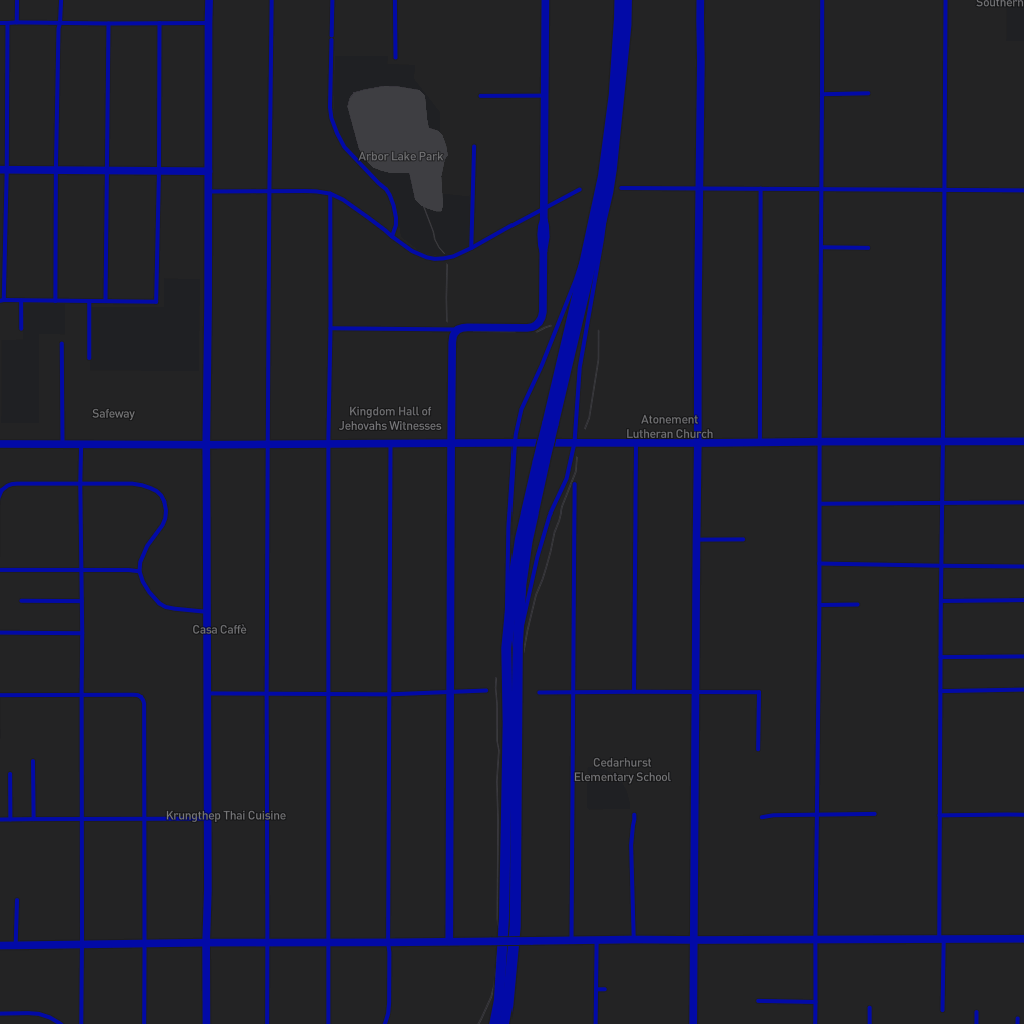 Southern
Arbor Lake Park
Safeway
Kingdom Hall of
Jehovahs Witnesses
Atonement
Lutheran Church
Casa Caffè
Cedarhurst
Elementary School
Krungthep Thai Cuisine